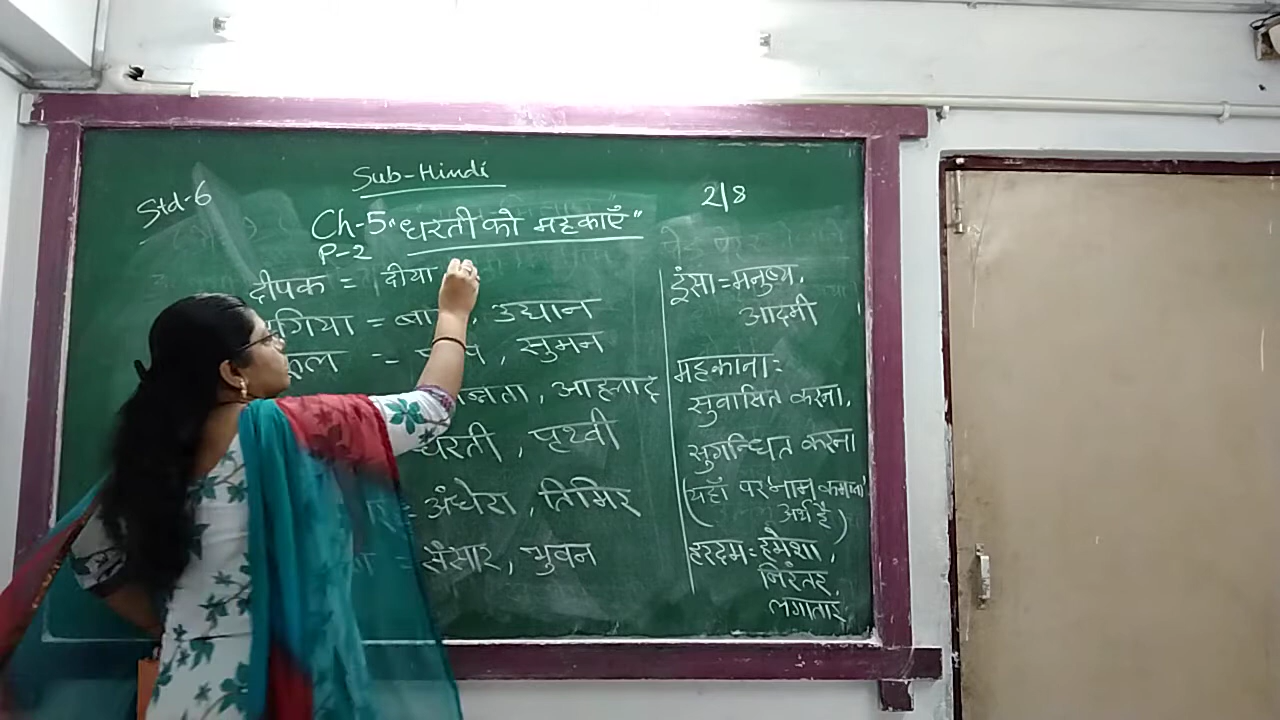 Sub-Hindi
Std-6
2/8
Ch-5 "धरती को महकाएँ"
P-2
दीपक = दीया
गिया = बा , उद्यान
फूल = , सुमन
ज्ञता , आह्लाद
धरती , पृथ्वी
= अंधेरा , तिमिर
= संसार , भुवन
इंसा = मनुष्य,
आदमी
महकाना =
सुवासित करना,
सुगन्धित करना
(यहाँ पर नाम कमाना
अर्थ है)
हरदम = हमेशा,
निरंतर,
लगातार